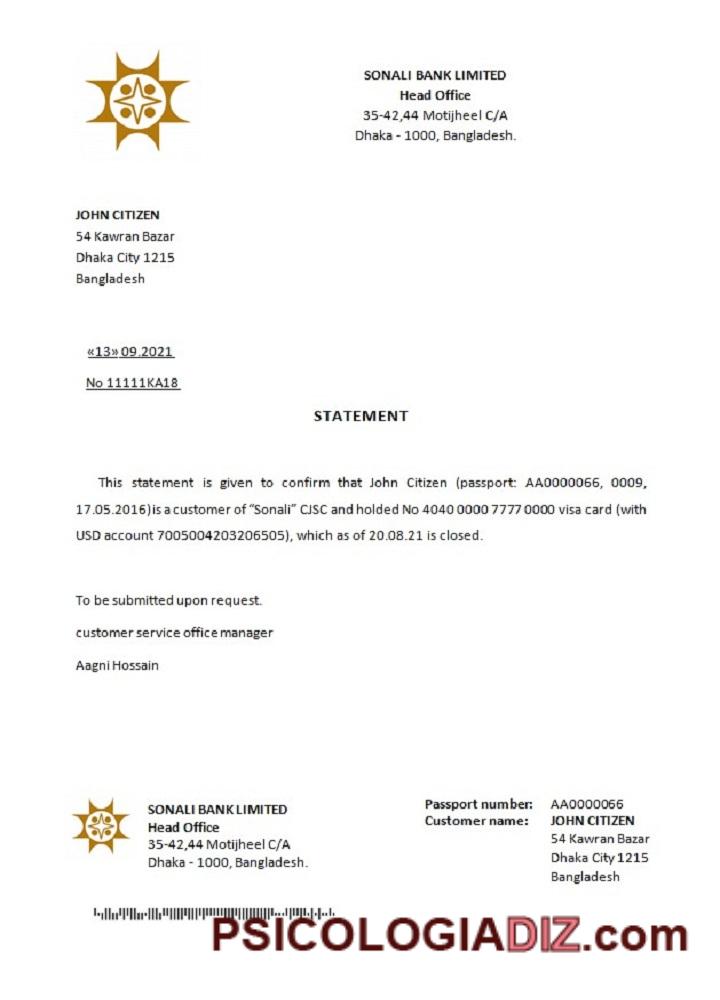 SONALI BANK LIMITED
Head Office
35-42,44 Motijheel C/A
Dhaka - 1000, Bangladesh.
JOHN CITIZEN
54 Kawran Bazar
Dhaka City 1215
Bangladesh
«13» 09.2021
No 11111KA18
STATEMENT
This statement is given to confirm that John Citizen (passport: AA0000066, 0009,
17.05.2016)is a customer of “Sonali” CJSC and holded No 4040 0000 7777 0000 visa card (with
USD account 7005004203206505), which as of 20.08.21 is closed.
To be submitted upon request.
customer service office manager
Aagni Hossain
SONALI BANK LIMITED
Head Office
35-42,44 Motijheel C/A
Dhaka - 1000, Bangladesh.
Passport number: AA0000066
Customer name: JOHN CITIZEN
54 Kawran Bazar
Dhaka City 1215
Bangladesh
PSICOLOGIADIZ.com